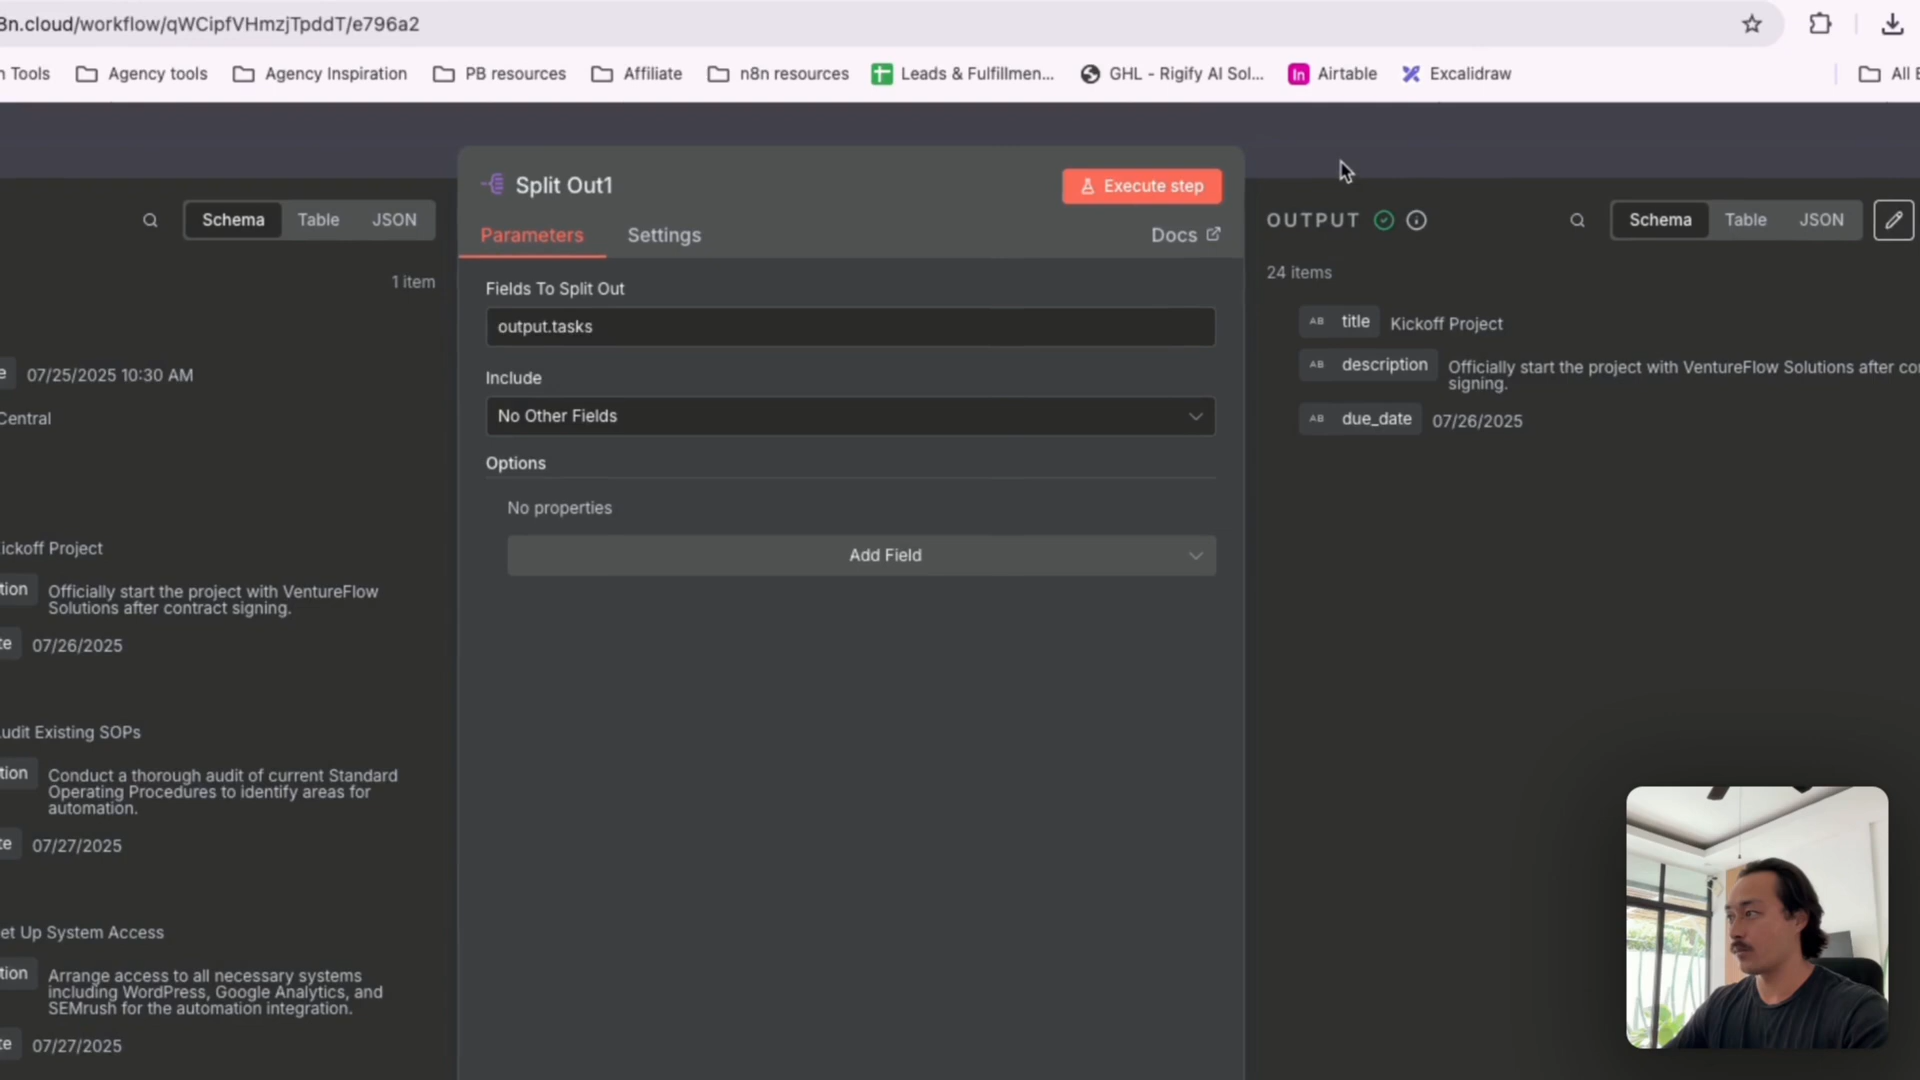 8n.cloud/workflow/qWCipfVHmzjTpddT/e796a2
n Tools
Agency tools
Agency Inspiration
PB resources
Affiliate
n8n resources
Leads & Fulfillmen...
GHL - Rigify AI Sol...
In
Airtable
Excalidraw
All
Schema
Table
JSON
1 item
e
07/25/2025 10:30 AM
Central
ickoff Project
tion
Officially start the project with VentureFlow
Solutions after contract signing.
te
07/26/2025
udit Existing SOPs
tion
Conduct a thorough audit of current Standard
Operating Procedures to identify areas for
automation.
te
07/27/2025
et Up System Access
tion
Arrange access to all necessary systems
including WordPress, Google Analytics, and
SEMrush for the automation integration.
te
07/27/2025
Split Out1
Execute step
Parameters
Settings
Docs
Fields To Split Out
output.tasks
Include
No Other Fields
Options
No properties
Add Field
OUTPUT
Schema
Table
JSON
24 items
AB title
Kickoff Project
AB description
Officially start the project with VentureFlow Solutions after co
signing.
AB due_date
07/26/2025